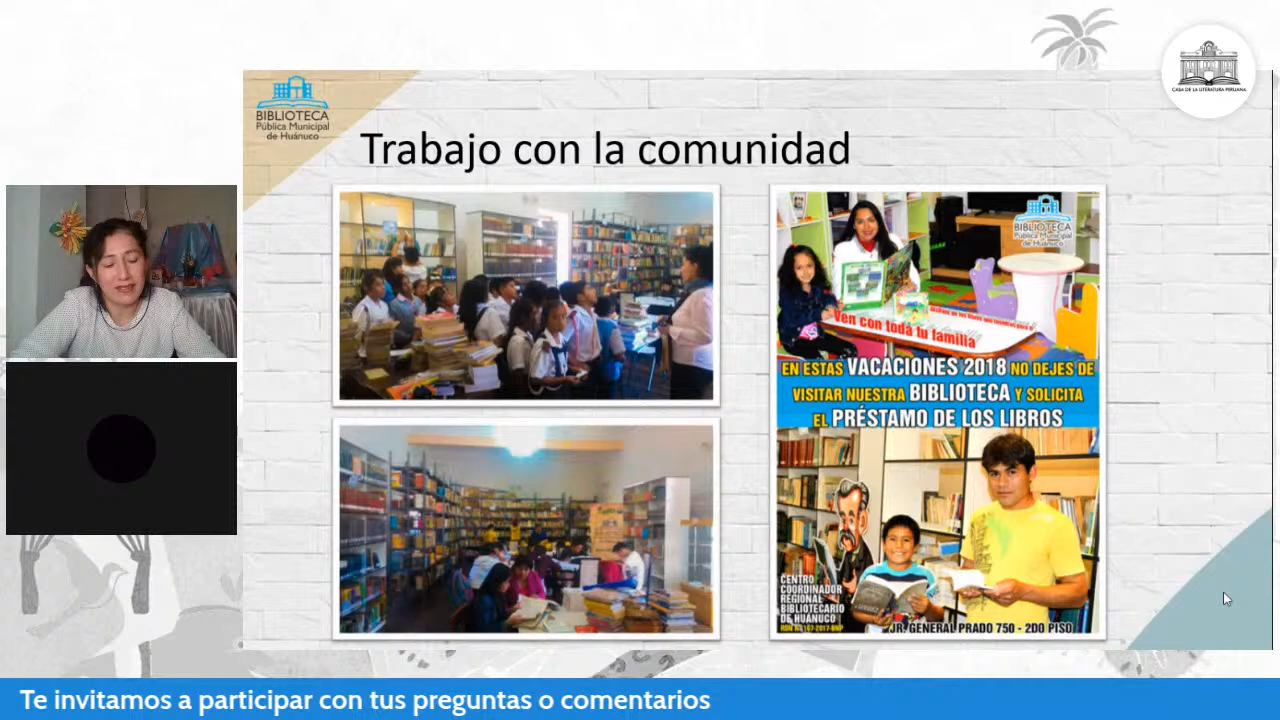 CASA DE LA LITERATURA PERUANA
BIBLIOTECA
Pública Municipal
de Huánuco
Trabajo con la comunidad
BIBLIOTECA
Pública Municipal
de Huánuco
Ven con toda tu familia
EN ESTAS VACACIONES 2018 NO DEJES DE
VISITAR NUESTRA BIBLIOTECA Y SOLICITA
EL PRÉSTAMO DE LOS LIBROS
CENTRO
COORDINADOR
REGIONAL
BIBLIOTECARIO
DE HUÁNUCO
JR. GENERAL PRADO 750 - 2DO PISO
Te invitamos a participar con tus preguntas o comentarios